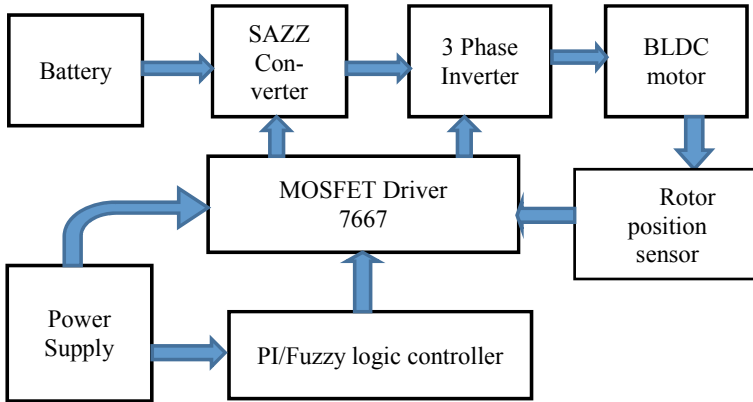 Battery
SAZZ
Con-
verter
3 Phase
Inverter
BLDC
motor
MOSFET Driver
7667
Rotor
position
sensor
Power
Supply
PI/Fuzzy logic controller